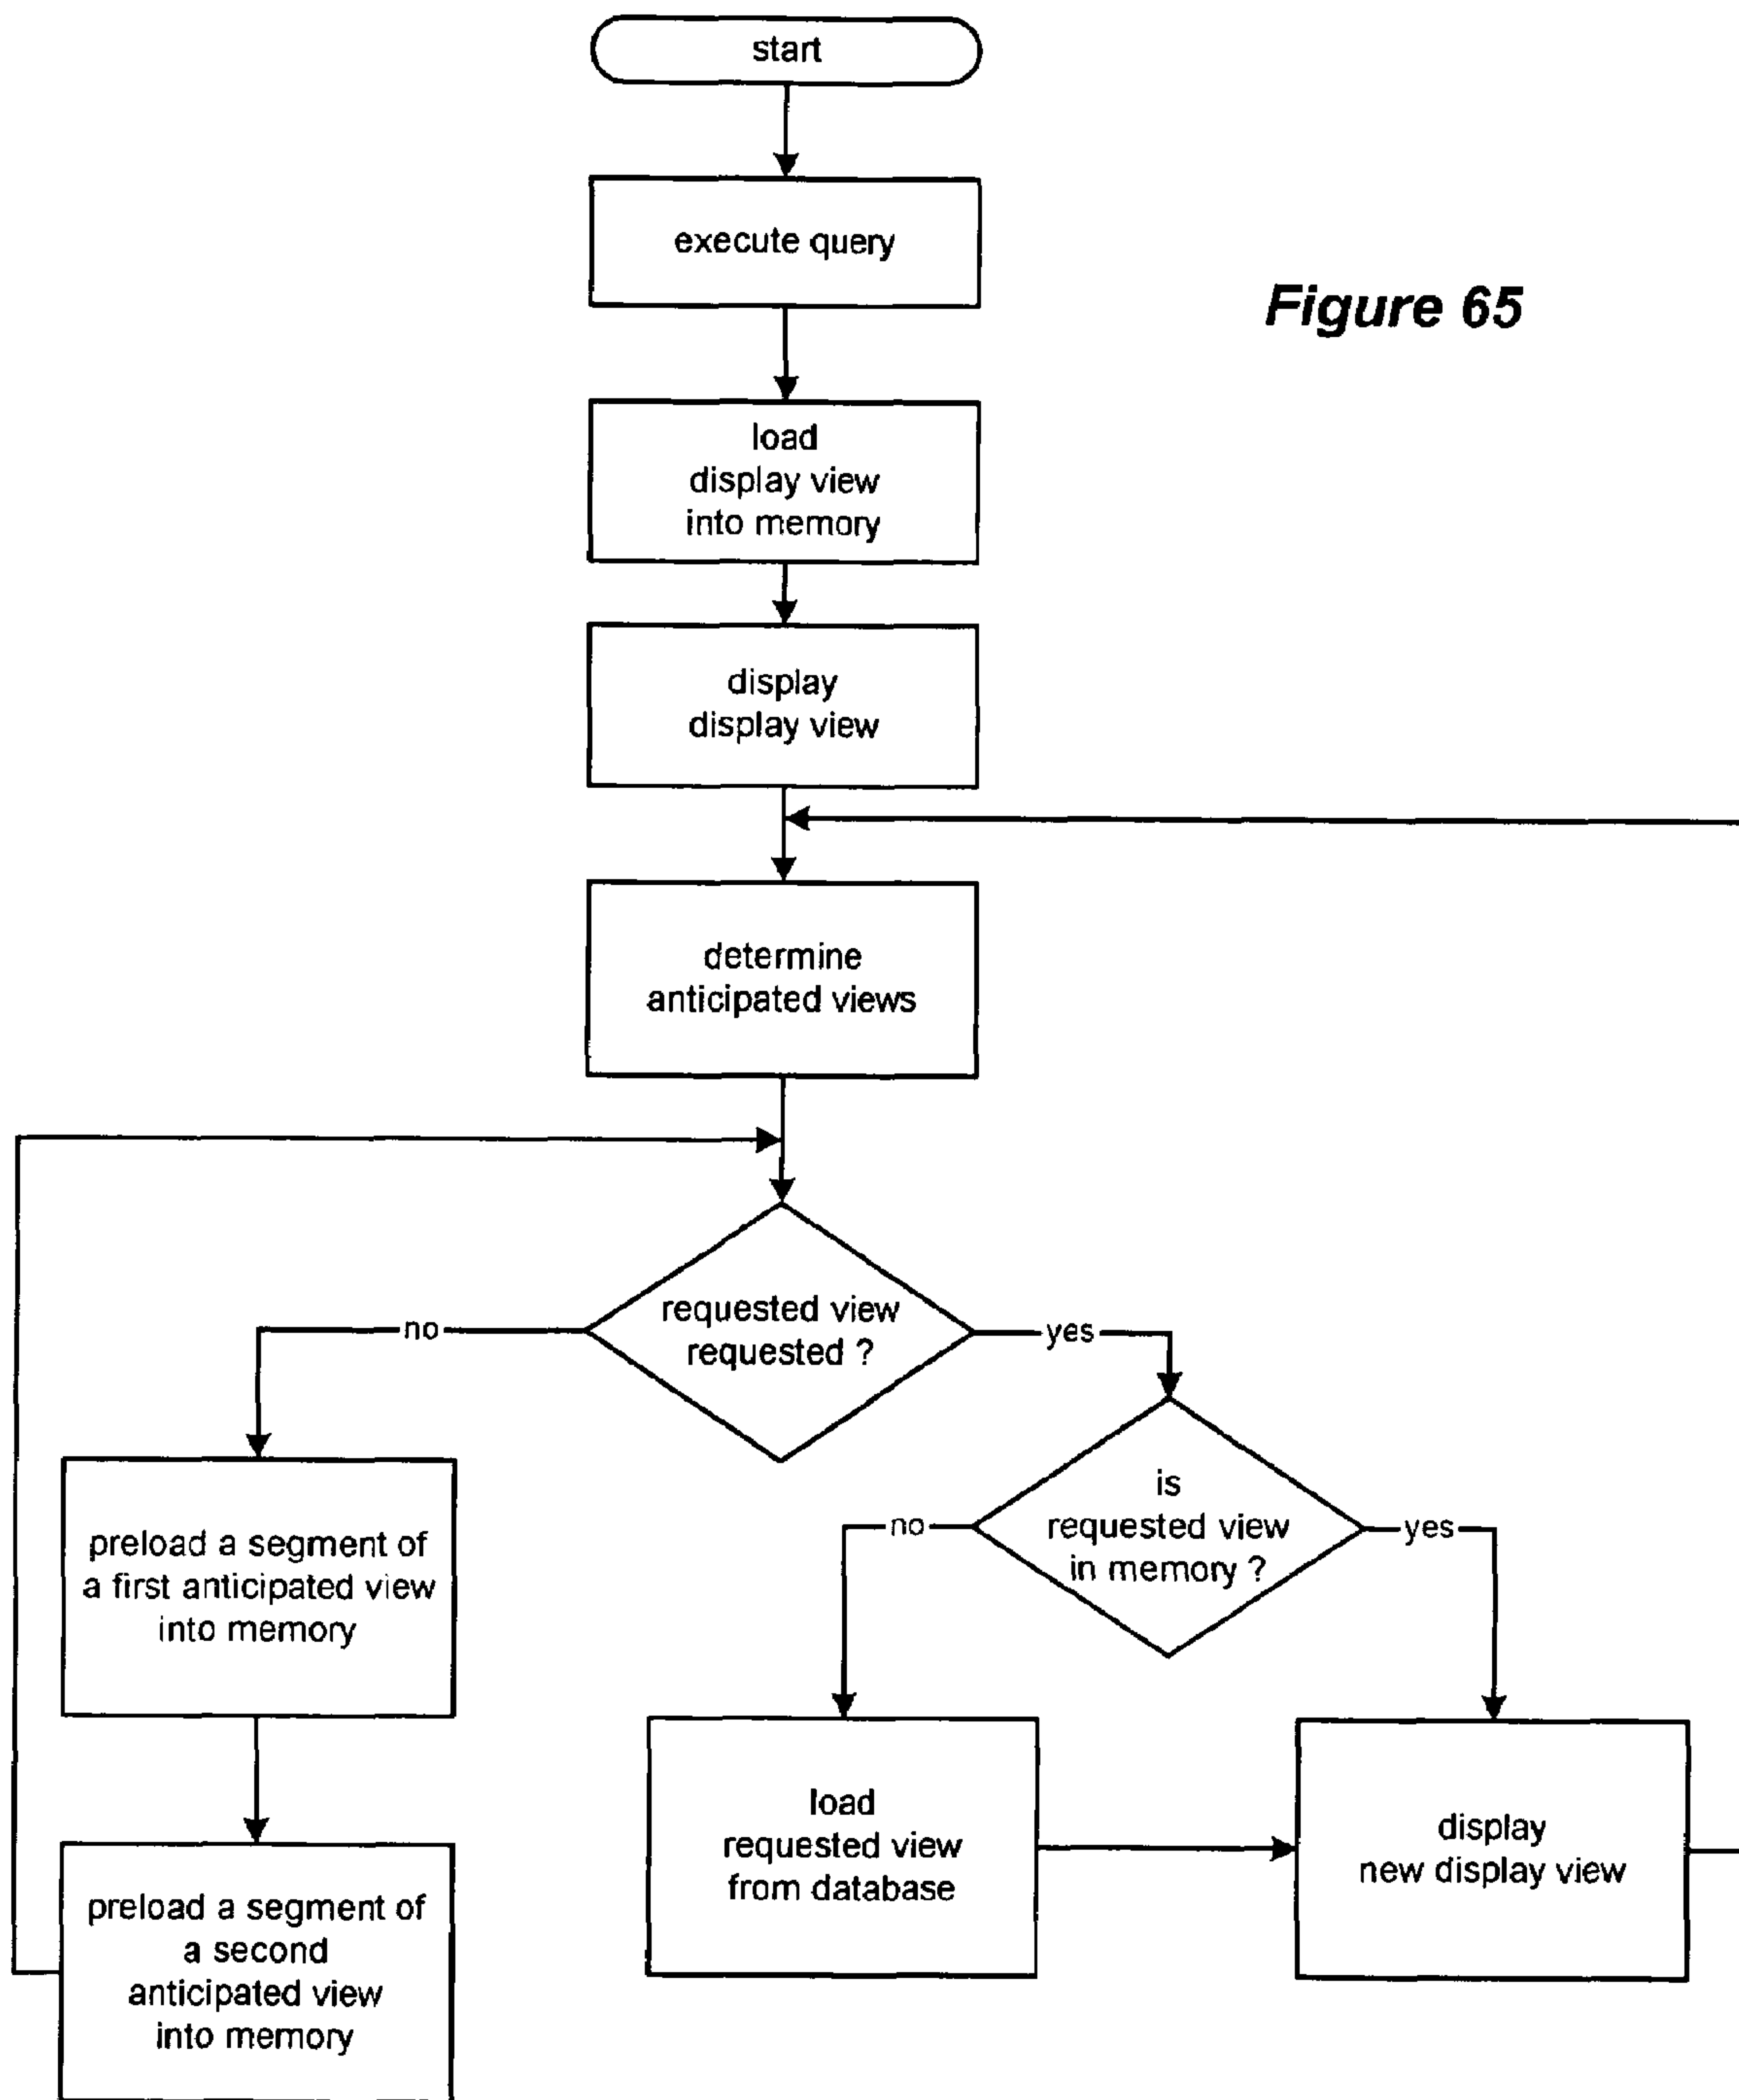 start
execute query
Figure 65
load
display view
into memory
display
display view
determine
anticipated views
requested view
requested ?
no
yes
is
requested view
in memory ?
no
yes
preload a segment of
a first anticipated view
into memory
load
requested view
from database
display
new display view
preload a segment of
a second
anticipated view
into memory